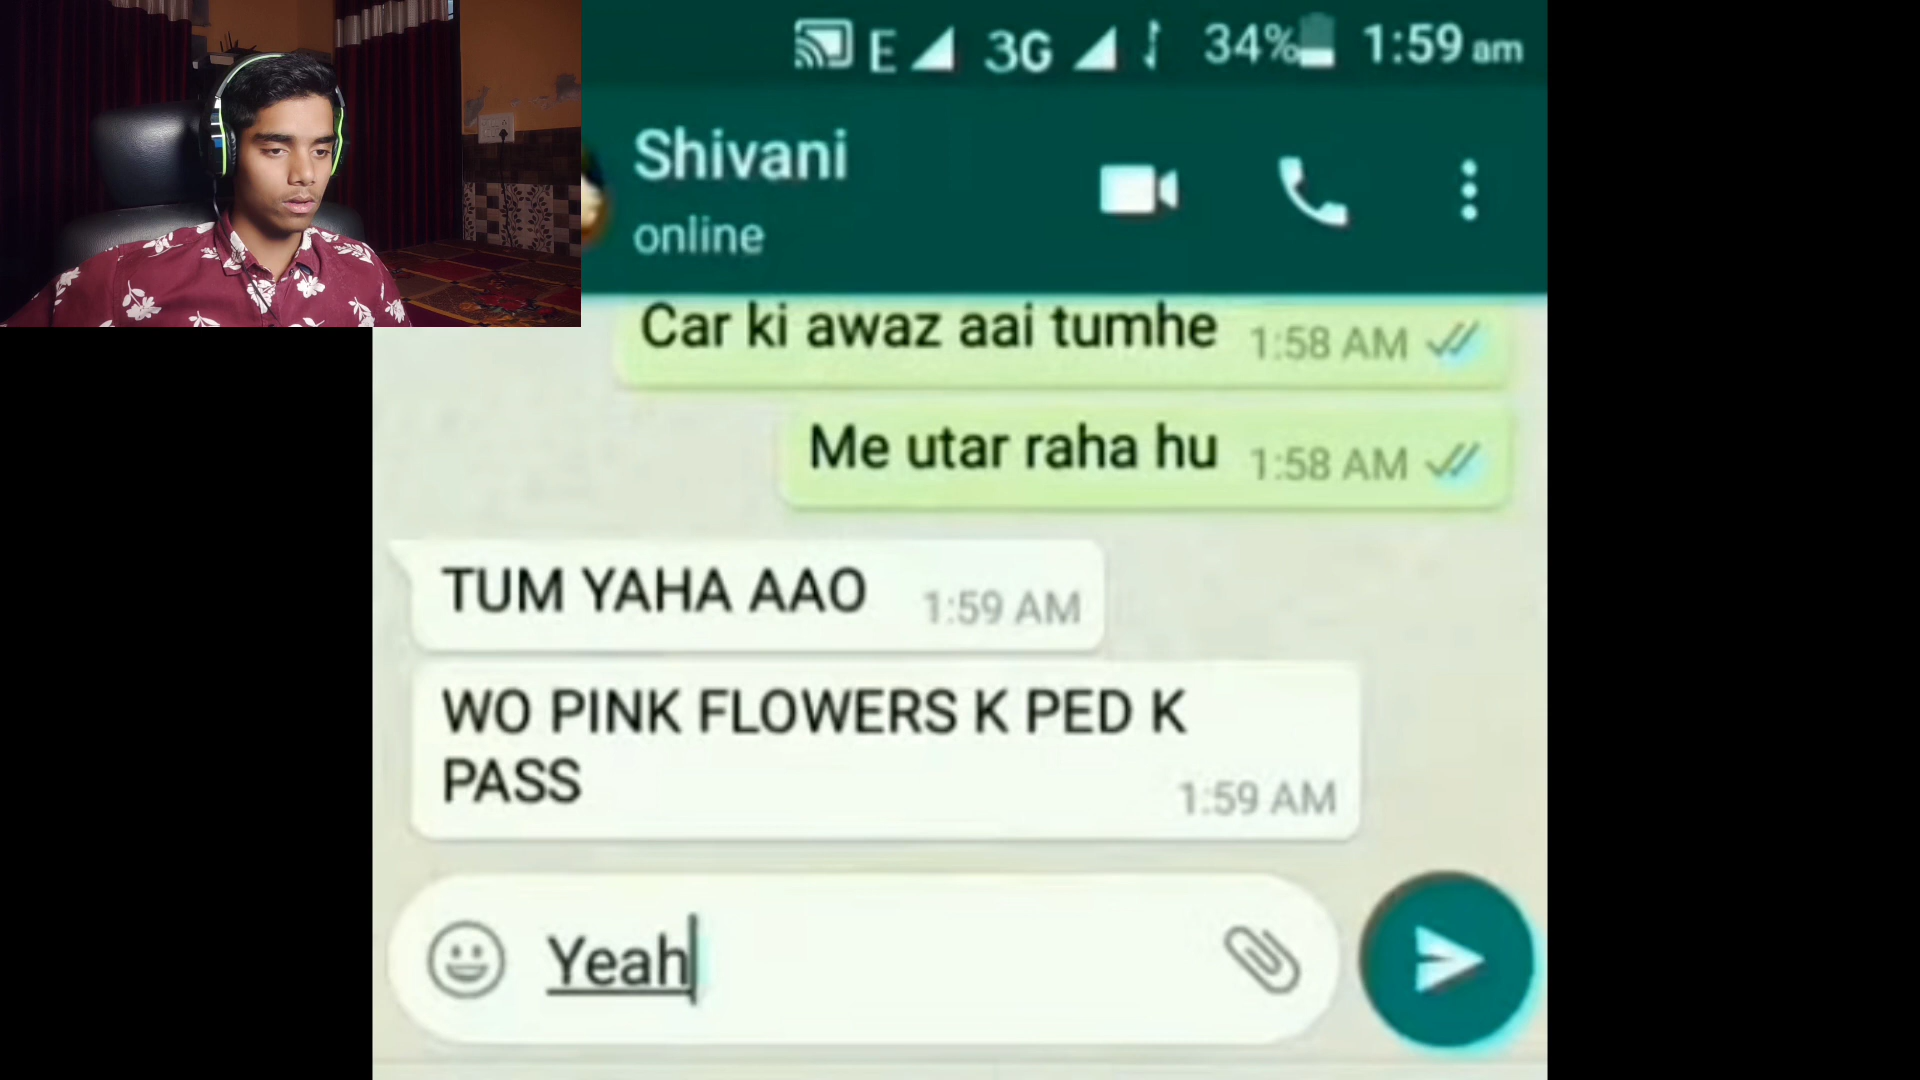 E 3G 34% 1:59 am
Shivani
online
Car ki awaz aai tumhe 1:58 AM
Me utar raha hu 1:58 AM
TUM YAHA AAO 1:59 AM
WO PINK FLOWERS K PED K
PASS 1:59 AM
Yeah